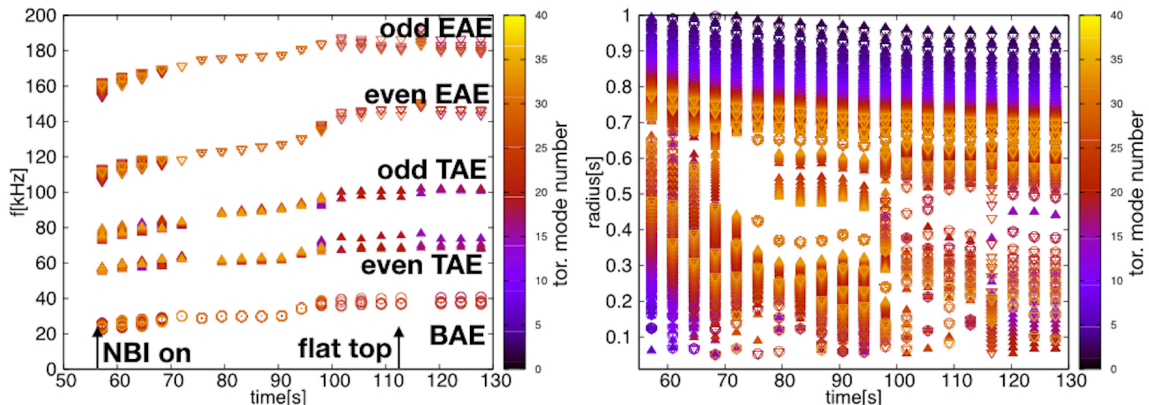 200
180
160
140
120
100
80
60
40
20
0
f[kHz]
odd EAE
even EAE
odd TAE
even TAE
BAE
NBI on
flat top
50 60 70 80 90 100 110 120 130
time[s]
40
35
30
25
20
15
10
5
0
tor. mode number
1
0.9
0.8
0.7
0.6
0.5
0.4
0.3
0.2
0.1
radius[s]
60 70 80 90 100 110 120 130
time[s]
40
35
30
25
20
15
10
5
0
tor. mode number